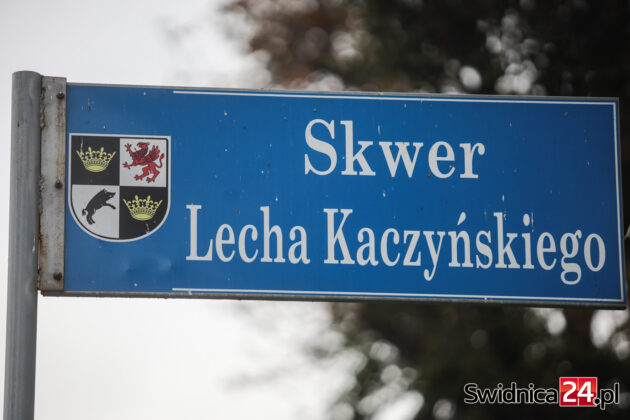 Skwer
Lecha Kaczyńskiego
Swidnica24.pl